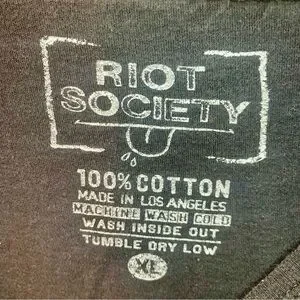 RIOT
SOCIETY
100% COTTON
MADE IN LOS ANGELES
MACHINE WASH COLD
WASH INSIDE OUT
TUMBLE DRY LOW
XL